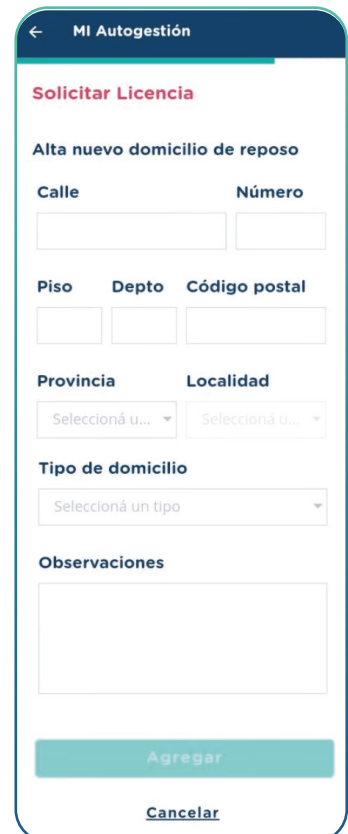 MI Autogestión
Solicitar Licencia
Alta nuevo domicilio de reposo
Calle Número
Piso Depto Código postal
Provincia Localidad
Seleccioná u... Seleccioná u...
Tipo de domicilio
Seleccioná un tipo
Observaciones
Agregar
Cancelar